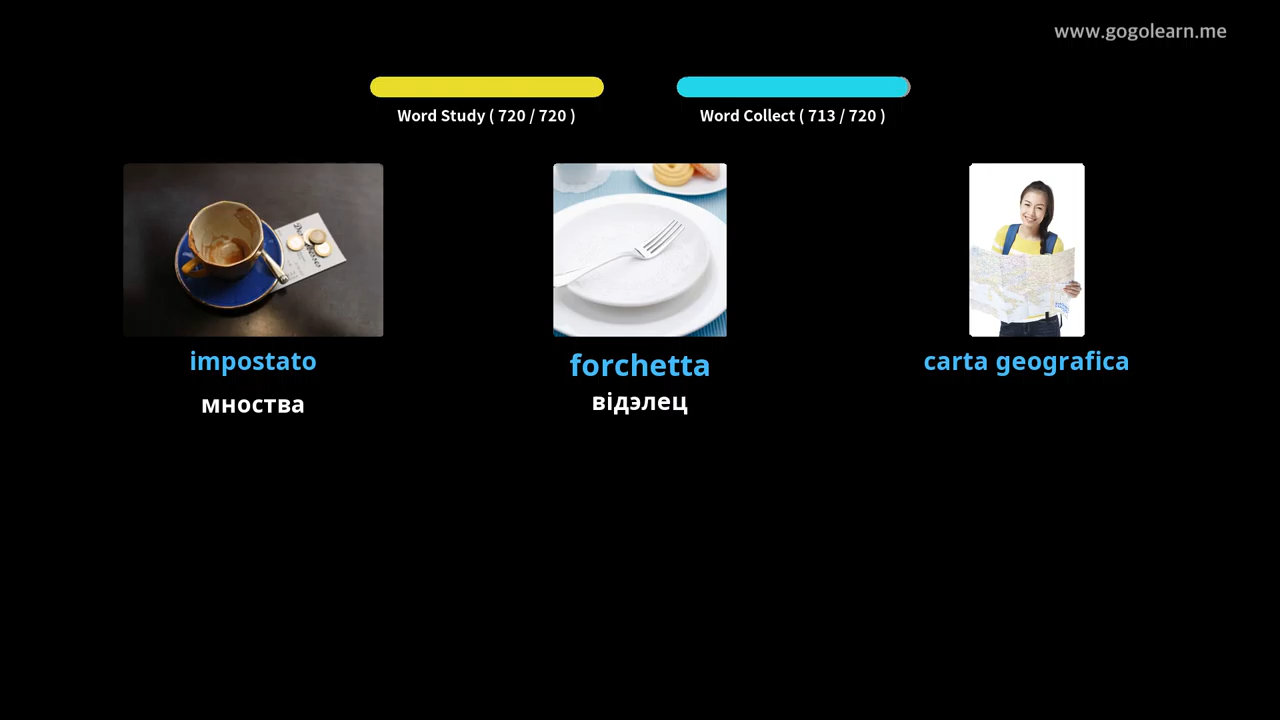 www.gogolearn.me
Word Study ( 720 / 720 )
Word Collect ( 713 / 720 )
impostato
forchetta
carta geografica
мноства
відэлец